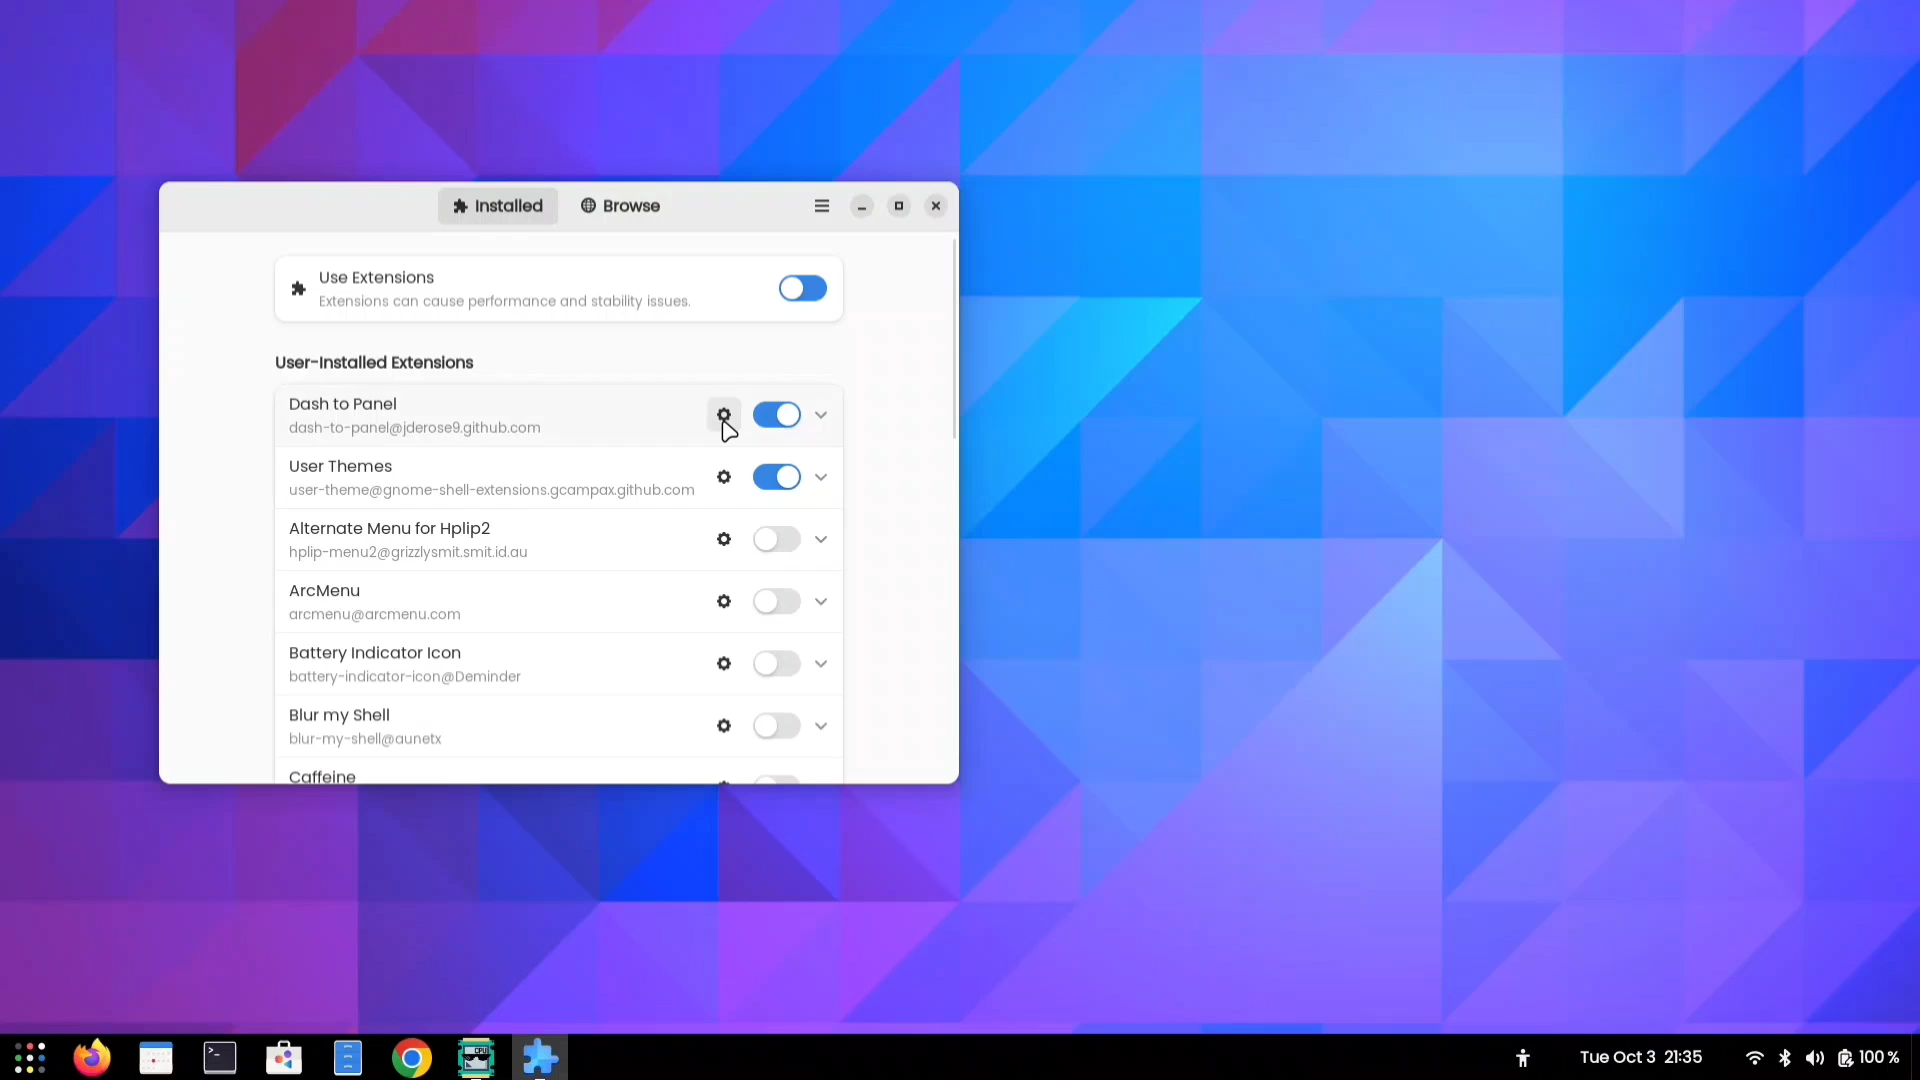 Installed
Browse
Use Extensions
Extensions can cause performance and stability issues.
User-Installed Extensions
Dash to Panel
dash-to-panel@jderose9.github.com
User Themes
user-theme@gnome-shell-extensions.gcampax.github.com
Alternate Menu for Hplip2
hplip-menu2@grizzlysmit.smit.id.au
ArcMenu
arcmenu@arcmenu.com
Battery Indicator Icon
battery-indicator-icon@Deminder
Blur my Shell
blur-my-shell@aunetx
Caffeine
CPU
Tue Oct 3 21:35
100 %